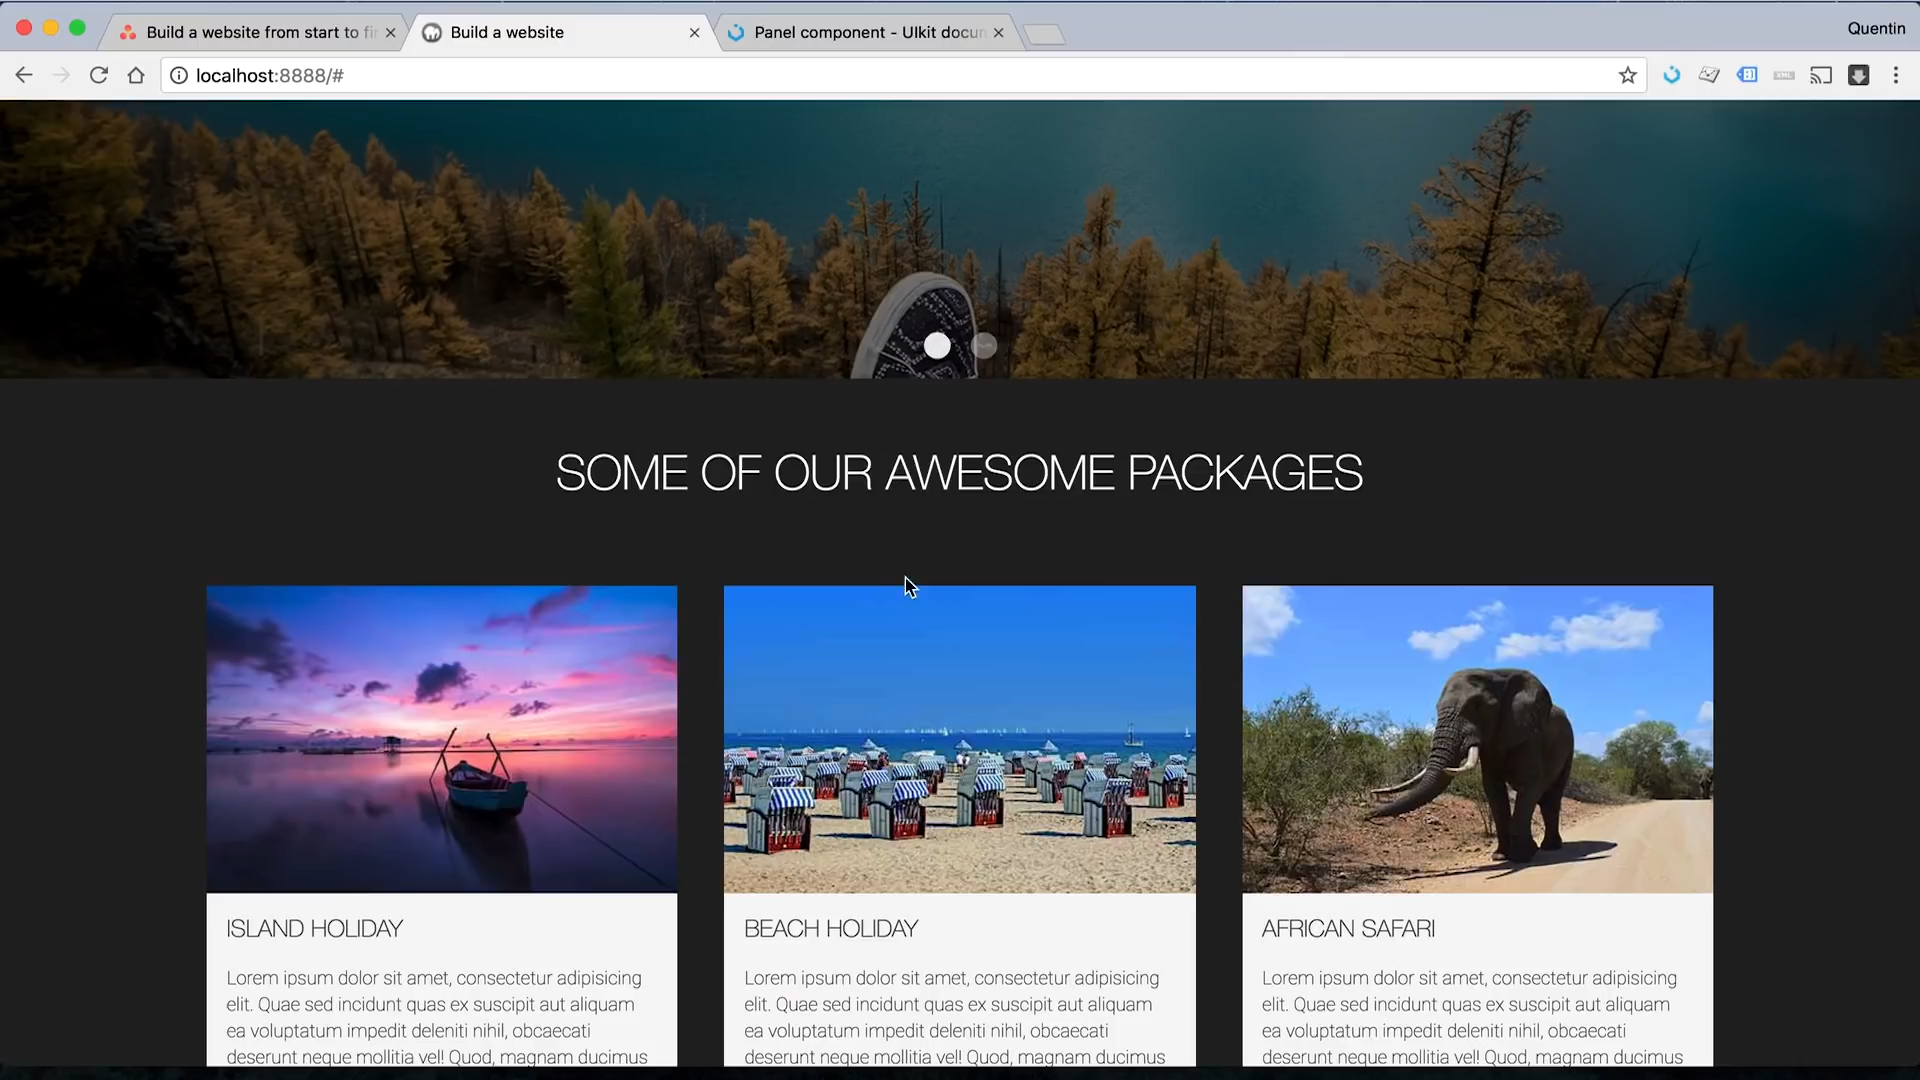 Build a website from start to fi
Build a website
Panel component - UIkit docun
Quentin
localhost:8888/#
XML
SOME OF OUR AWESOME PACKAGES
ISLAND HOLIDAY
Lorem ipsum dolor sit amet, consectetur adipisicing
elit. Quae sed incidunt quas ex suscipit aut aliquam
ea voluptatum impedit deleniti nihil, obcaecati
deserunt neque mollitia vel! Quod, magnam ducimus
BEACH HOLIDAY
Lorem ipsum dolor sit amet, consectetur adipisicing
elit. Quae sed incidunt quas ex suscipit aut aliquam
ea voluptatum impedit deleniti nihil, obcaecati
deserunt neque mollitia vel! Quod, magnam ducimus
AFRICAN SAFARI
Lorem ipsum dolor sit amet, consectetur adipisicing
elit. Quae sed incidunt quas ex suscipit aut aliquam
ea voluptatum impedit deleniti nihil, obcaecati
deserunt neque mollitia vel! Quod, magnam ducimus